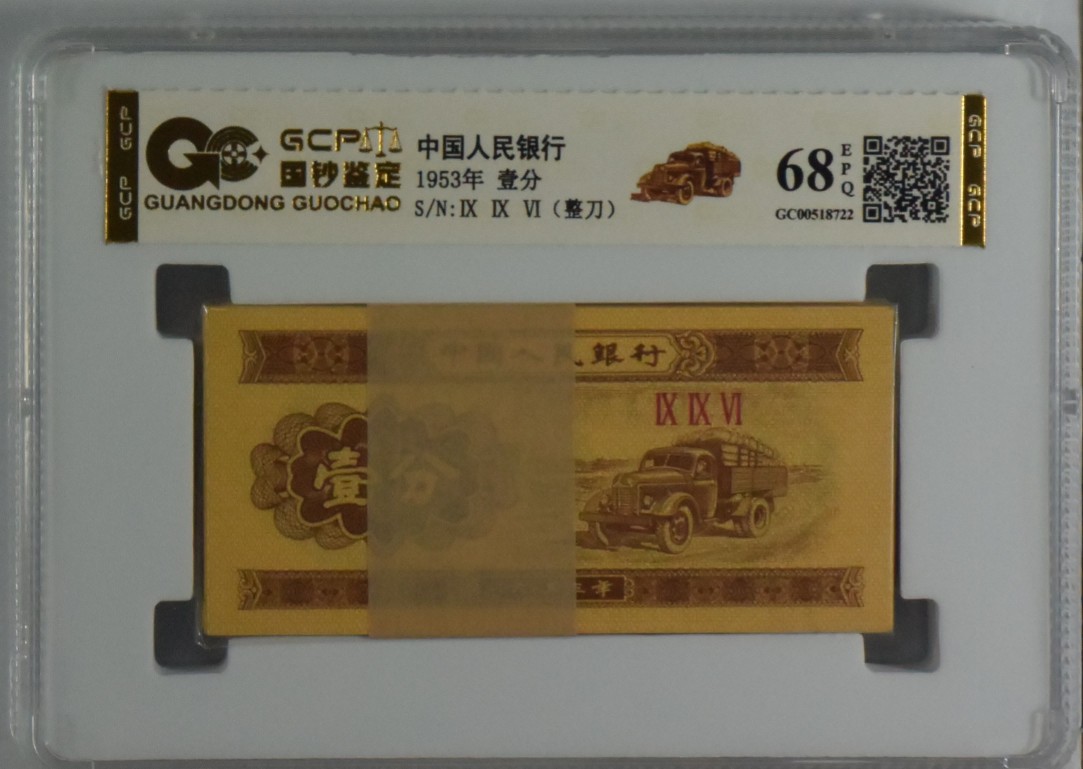 GCP
GCP
GCP
国钞鉴定
GUANGDONG GUOCHAO
中国人民银行
1953年 壹分
S/N:Ⅸ Ⅸ Ⅵ（整刀）
68
EPQ
GC00518722
GCP
GCP
中国人民銀行
Ⅸ Ⅸ Ⅵ
壹分